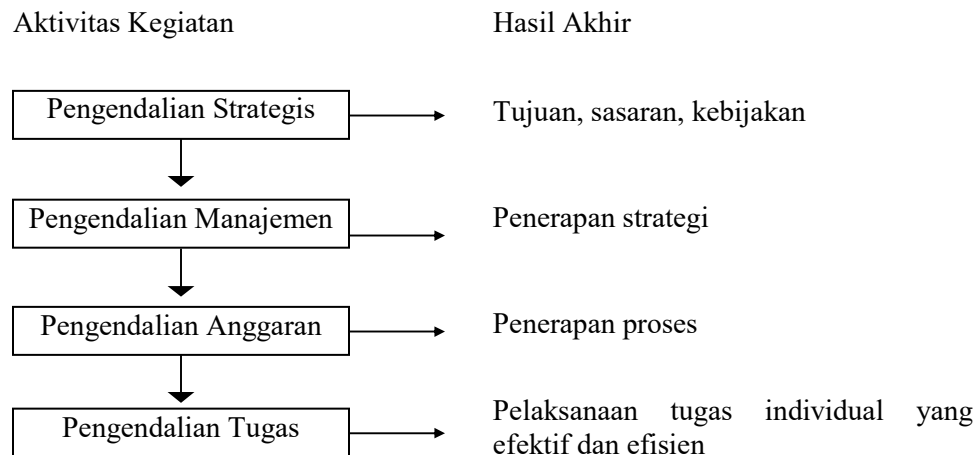 Aktivitas Kegiatan
Hasil Akhir
Pengendalian Strategis
Tujuan, sasaran, kebijakan
Pengendalian Manajemen
Penerapan strategi
Pengendalian Anggaran
Penerapan proses
Pengendalian Tugas
Pelaksanaan tugas individual yang
efektif dan efisien